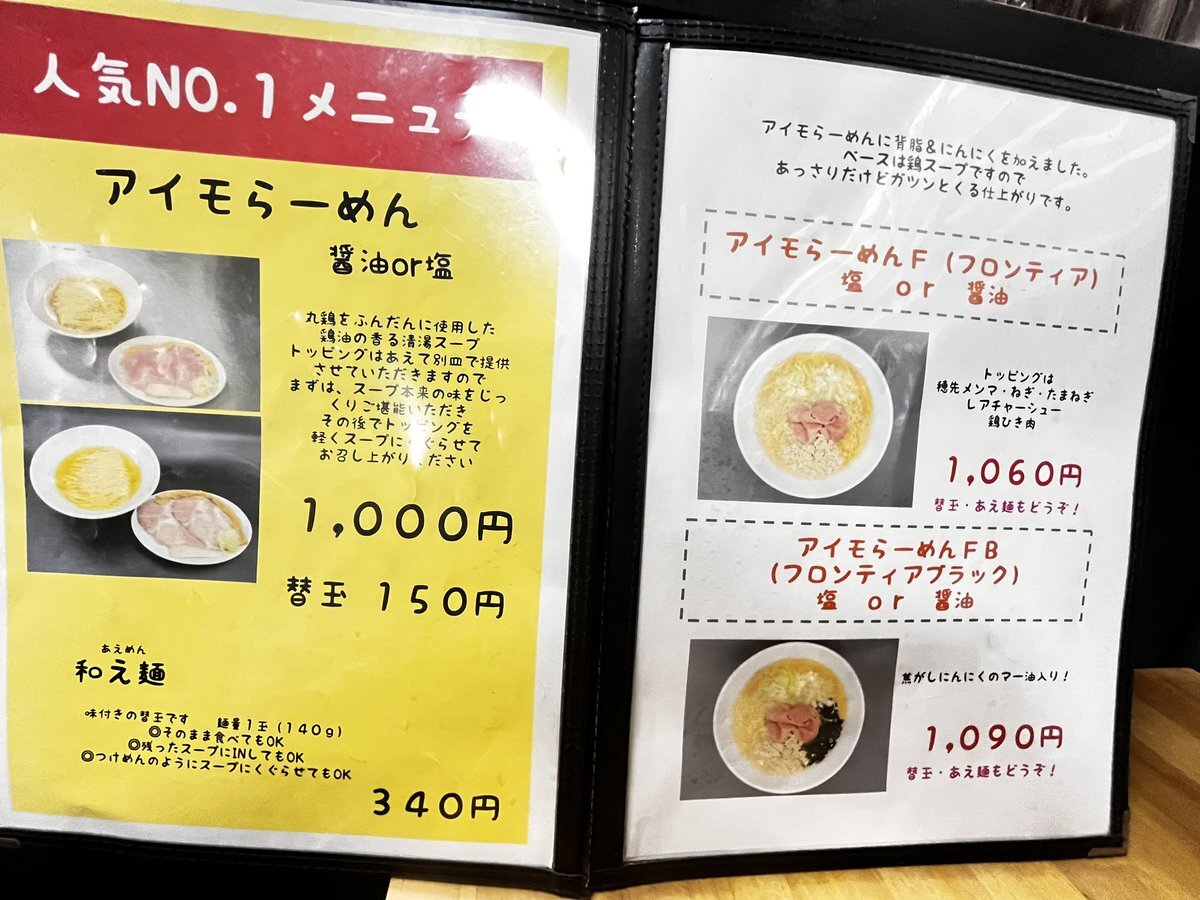 人気NO.1メニュー
アイモらーめん
醤油or塩
丸鶏をふんだんに使用した
鶏油の香る清湯スープ
トッピングはあえて別皿で提供
させていただきますので
まずは、スープ本来の味をじっ
くりご堪能いただき
その後でトッピングを
軽くスープにくぐらせて
お召し上がりください
1,000円
替玉 150円
あえめん
和え麺
味付きの替玉です 麺量1玉(140g)
◎そのまま食べてもOK
◎残ったスープにINしてもOK
◎つけめんのようにスープにくぐらせてもOK
340円
アイモらーめんに背脂&にんにくを加えました。
ベースは鶏スープですので
あっさりだけどガツンとくる仕上がりです。
アイモらーめんF(フロンティア)
塩 or 醤油
トッピングは
穂先メンマ・ねぎ・たまねぎ
レアチャーシュー
鶏ひき肉
1,060円
替玉・あえ麺もどうぞ!
アイモらーめんFB
(フロンティアブラック)
塩 or 醤油
焦がしにんにくのマー油入り!
1,090円
替玉・あえ麺もどうぞ!